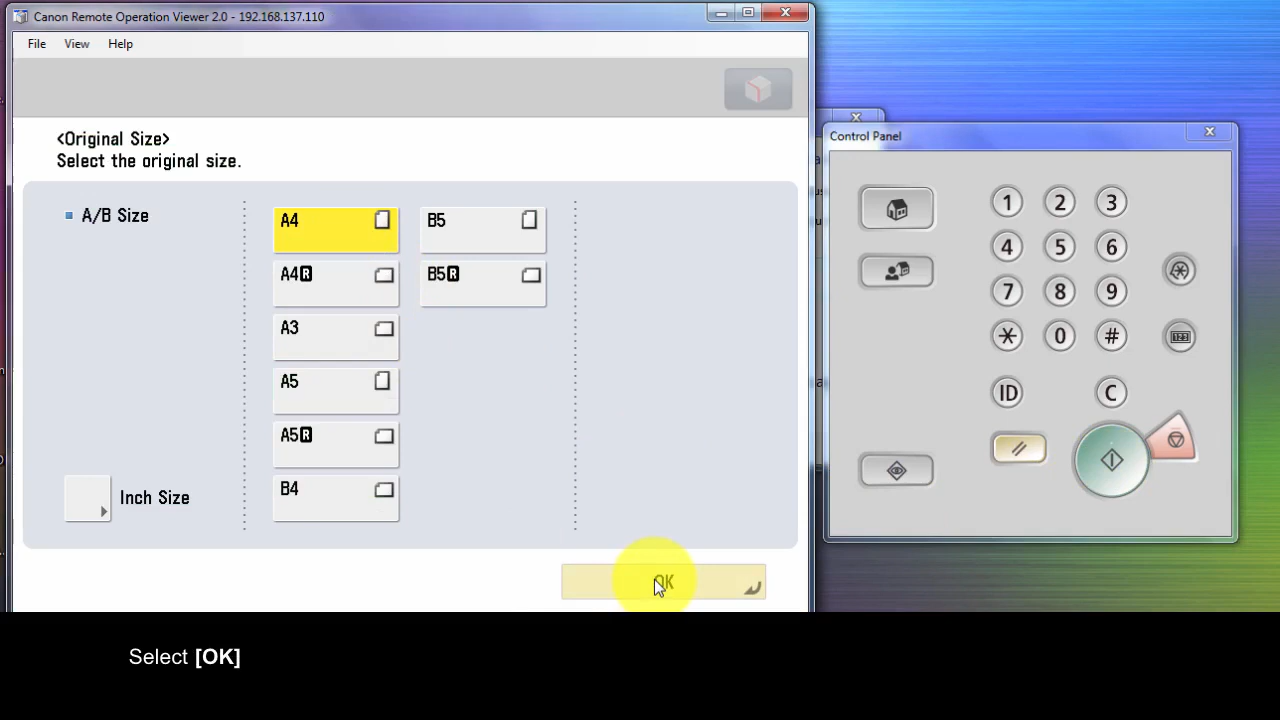 Canon Remote Operation Viewer 2.0 - 192.168.137.110
File View Help
<Original Size>
Select the original size.
A/B Size
A4
B5
A4R
B5R
A3
A5
A5R
B4
Inch Size
OK
Control Panel
1 2 3
4 5 6
7 8 9
* 0 #
ID C
123
Select [OK]